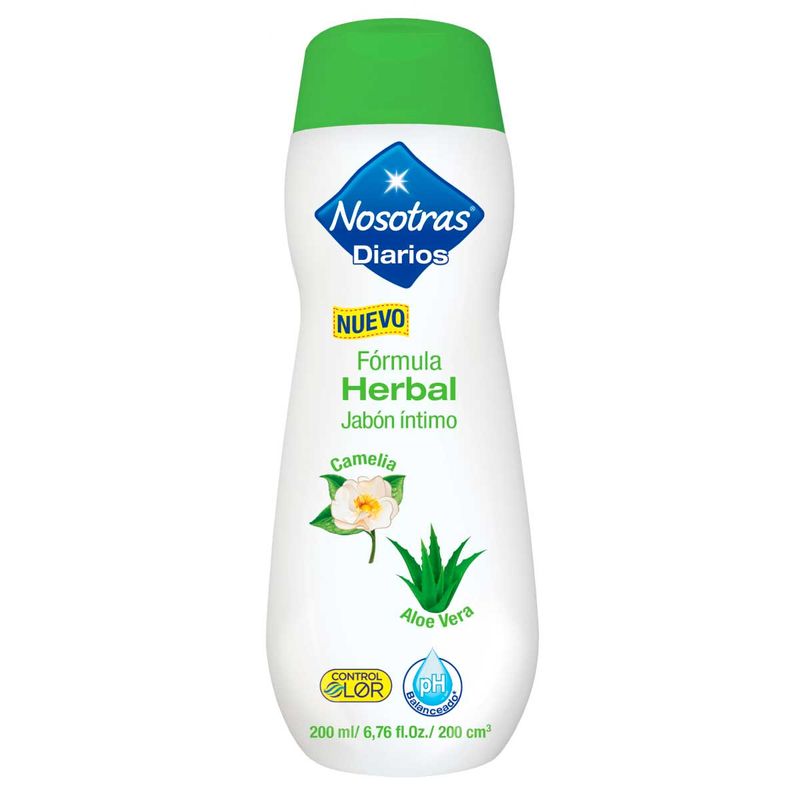 Nosotras®
Diarios
NUEVO
Fórmula
Herbal
Jabón íntimo
Camelia
Aloe Vera
CONTROL
OLØR
pH
Balanceado*
200 ml/ 6,76 fl.Oz./ 200 cm³